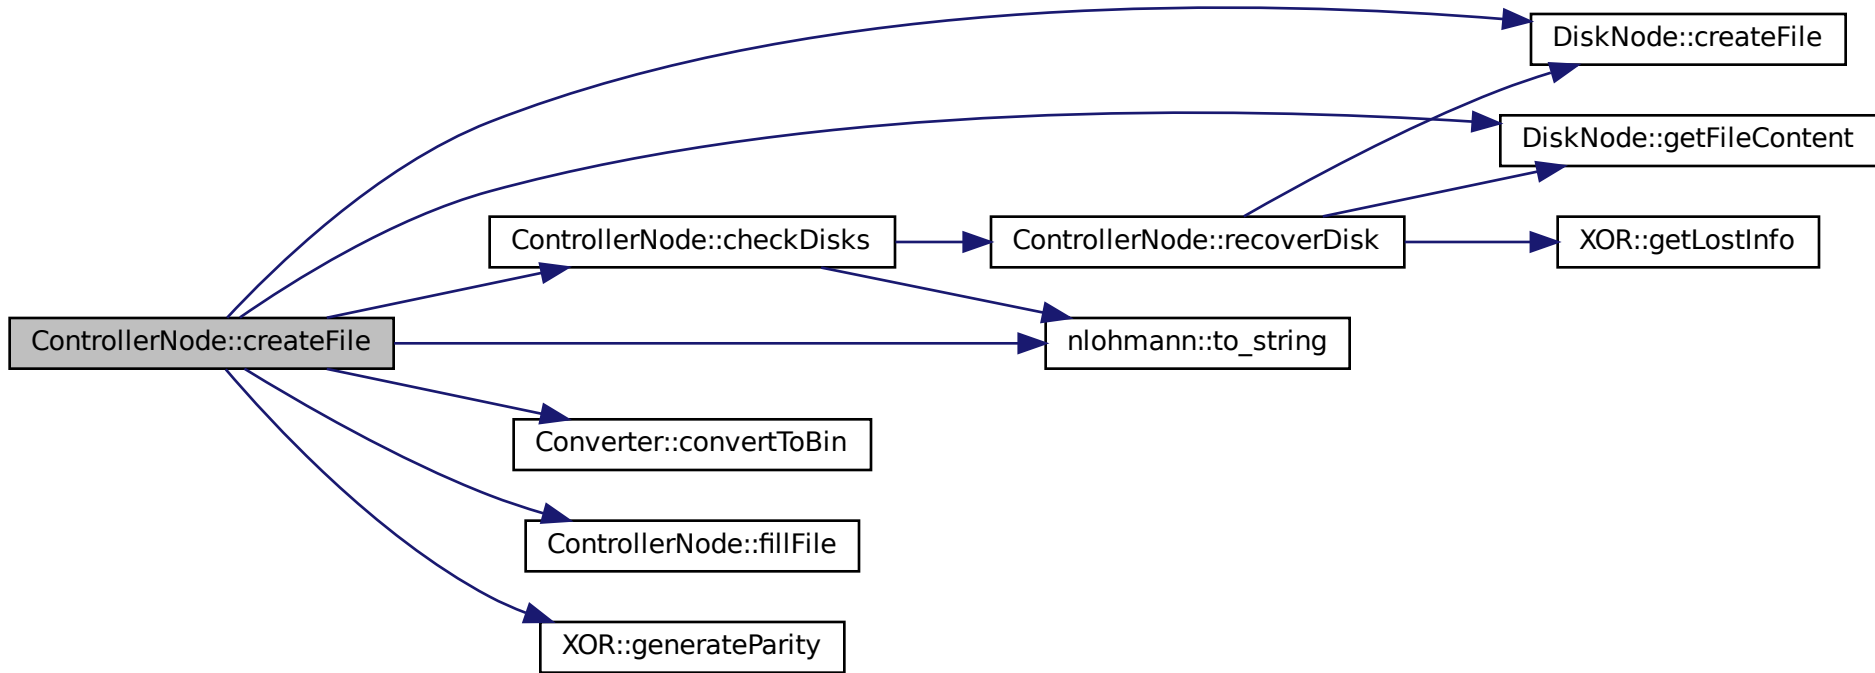 DiskNode::createFile
DiskNode::getFileContent
ControllerNode::checkDisks
ControllerNode::recoverDisk
XOR::getLostInfo
ControllerNode::createFile
nlohmann::to_string
Converter::convertToBin
ControllerNode::fillFile
XOR::generateParity